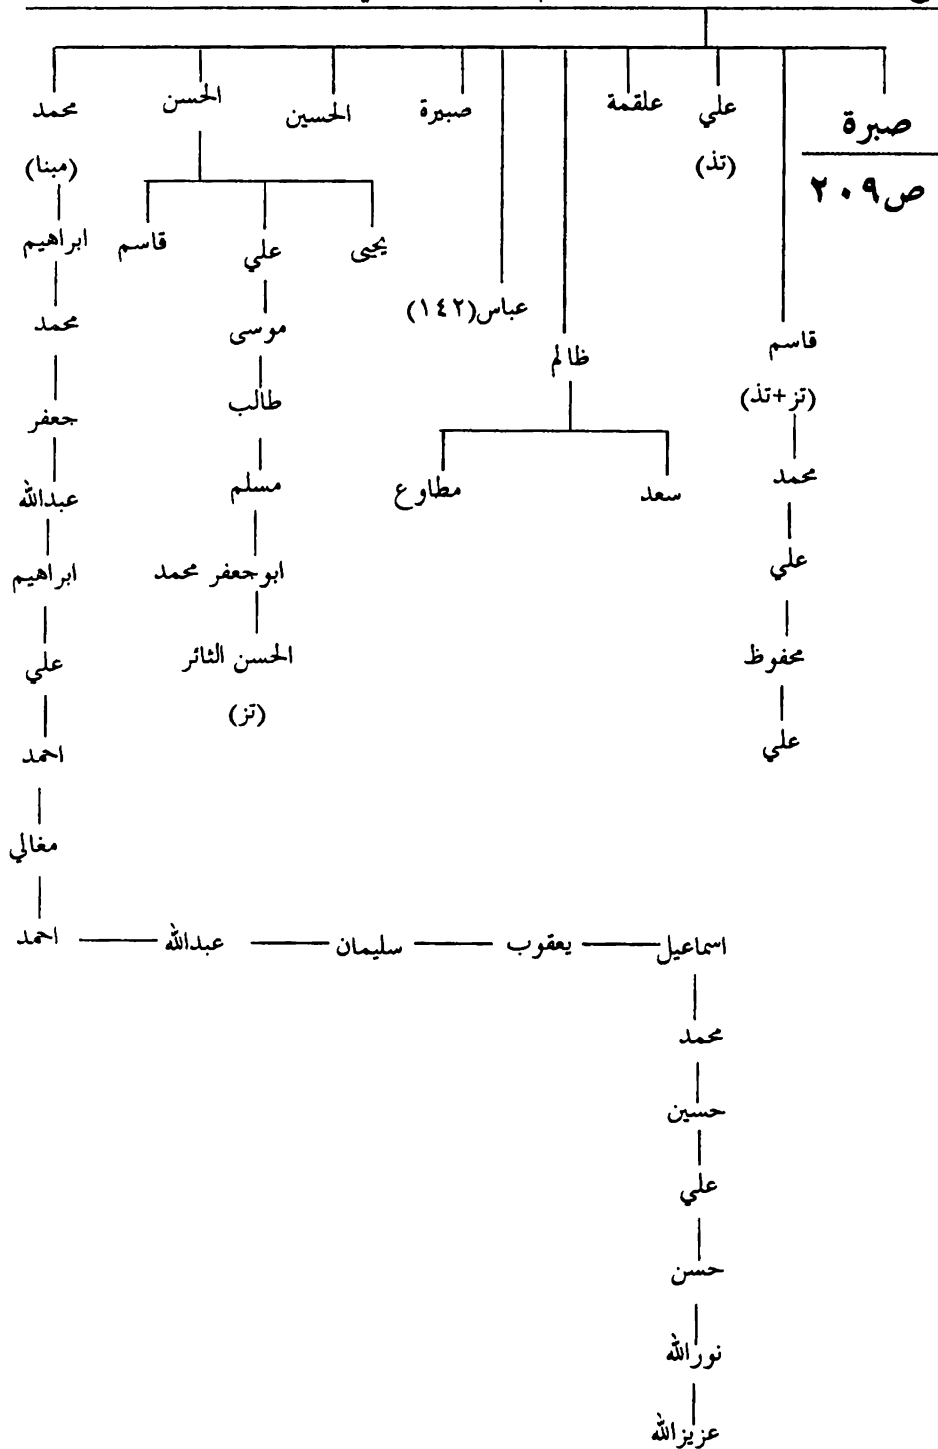 صبرة
ص٢٠٩
علي
(تذ)
علقمة
صبيرة
الحسين
الحسن
محمد
(مبنا)
قاسم
(تز+تذ)
محمد
علي
محفوظ
علي
ظالم
سعد
مطاوع
عباس(١٤٢)
يحيى
علي
قاسم
موسى
طالب
مسلم
ابوجعفر محمد
الحسن الثائر
(تز)
ابراهيم
محمد
جعفر
عبدالله
ابراهيم
علي
احمد
مغالي
احمد
عبدالله
سليمان
يعقوب
اسماعيل
محمد
حسين
علي
حسن
نورالله
عزيزالله